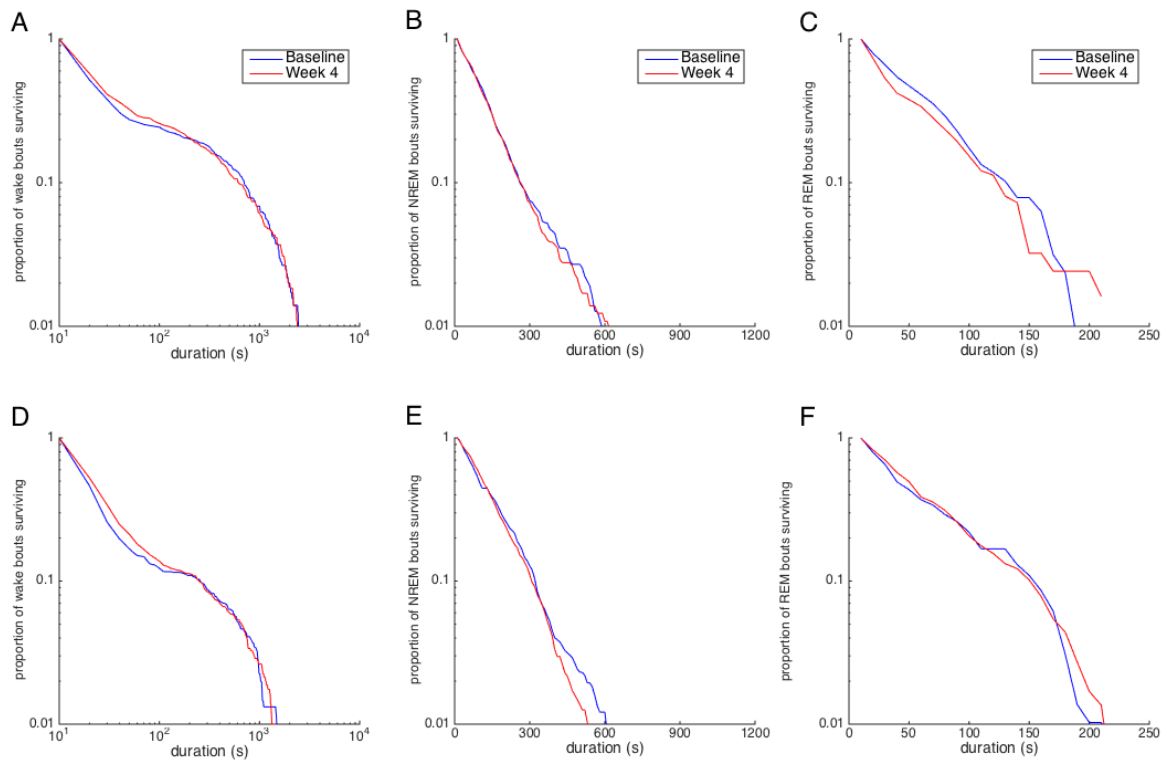 A
proportion of wake bouts surviving
1
0.1
0.01
10^1
10^2
10^3
10^4
duration (s)
Baseline
Week 4
B
proportion of NREM bouts surviving
1
0.1
0.01
0
300
600
900
1200
duration (s)
C
proportion of REM bouts surviving
1
0.1
0.01
0
50
100
150
200
250
duration (s)
Baseline
Week 4
D
proportion of wake bouts surviving
1
0.1
0.01
10^1
10^2
10^3
10^4
duration (s)
E
proportion of NREM bouts surviving
1
0.1
0.01
0
300
600
900
1200
duration (s)
F
proportion of REM bouts surviving
1
0.1
0.01
0
50
100
150
200
250
duration (s)